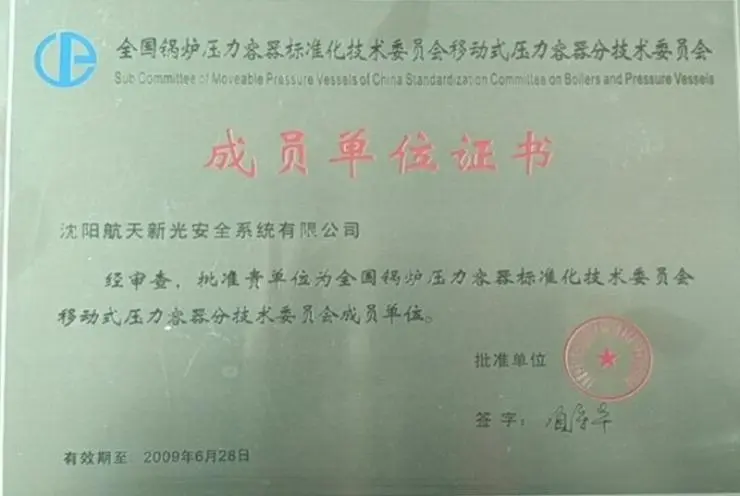 全国锅炉压力容器标准化技术委员会移动式压力容器分技术委员会
Sub Committee of Moveable Pressure Vessels of China Standardization Committee on Boilers and Pressure Vessels
成员单位证书
沈阳航天新光安全系统有限公司
经审查，批准贵单位为全国锅炉压力容器标准化技术委员会
移动式压力容器分技术委员会成员单位。
批准单位
签字：
有效期至 2009年6月28日